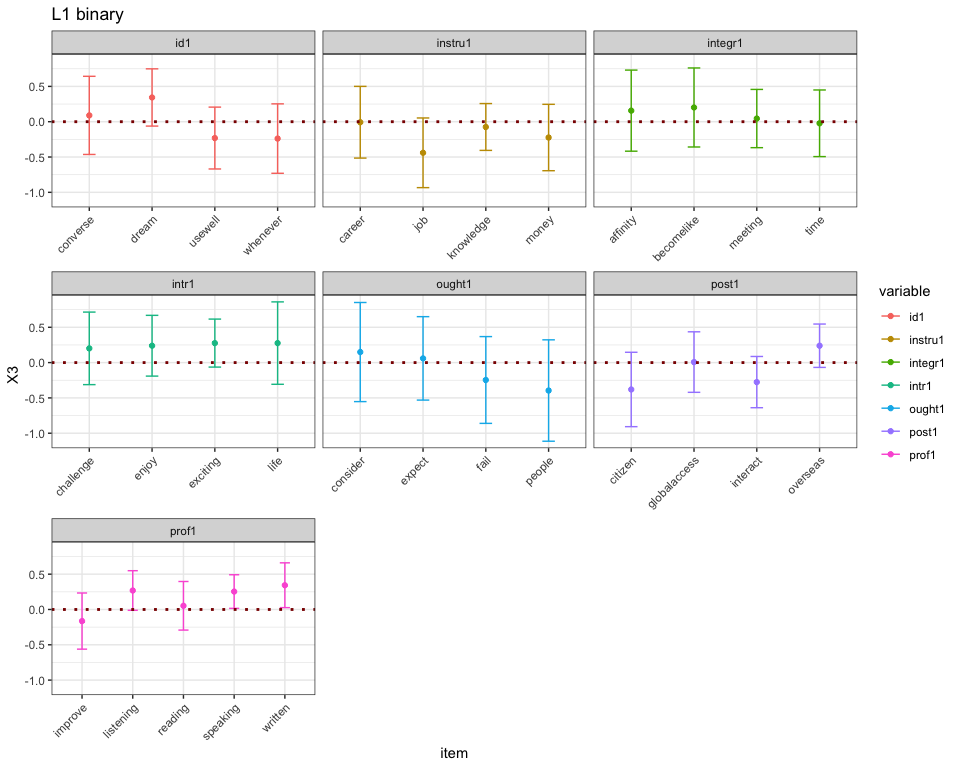 L1 binary
id1 instru1 integr1
0.5
0.0
-0.5
-1.0
converse dream usewell whenever career job knowledge money affinity becomelike meeting time
intr1 ought1 post1
0.5
0.0
-0.5
-1.0
challenge enjoy exciting life consider expect fail people citizen globalaccess interact overseas
prof1
0.5
0.0
-0.5
-1.0
improve listening reading speaking written
X3
item
variable
id1
instru1
integr1
intr1
ought1
post1
prof1